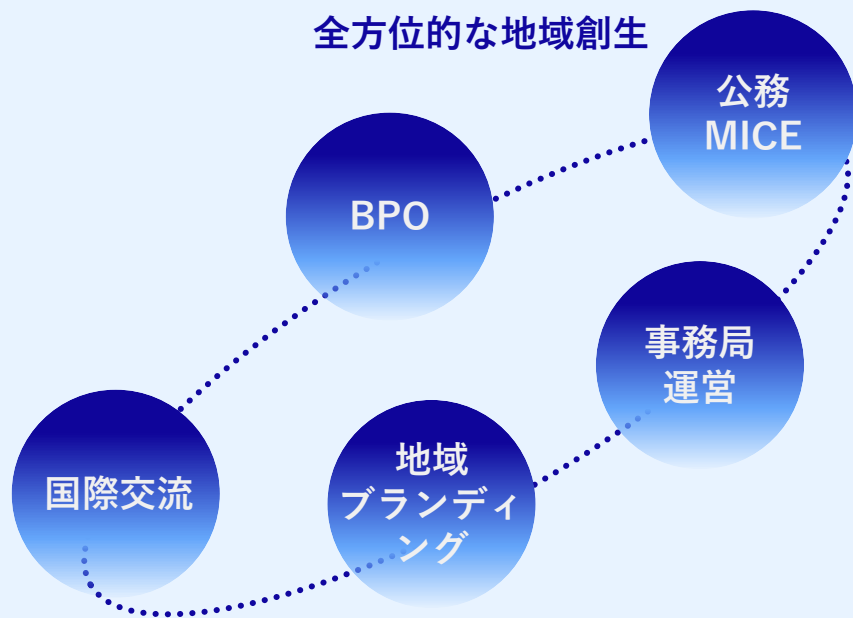 全方位的な地域創生
公務
MICE
BPO
事務局
運営
地域
ブランディ
ング
国際交流